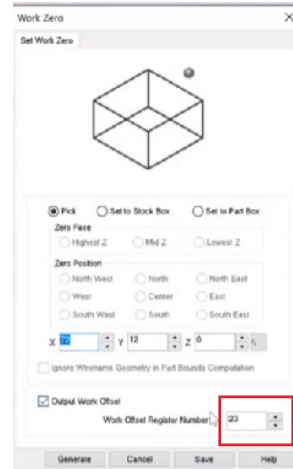 Work Zero
Set Work Zero
Pick Set to Stock Box Set to Part Box
Zero Face
Highest Z Mid Z Lowest Z
Zero Position
North West North North East
West Center East
South West South South East
X 72 Y 12 Z 0
Ignore Wireframe Geometry in Part Bounds Computation
Output Work Offset
Work Offset Register Number 23
Generate Cancel Save Help